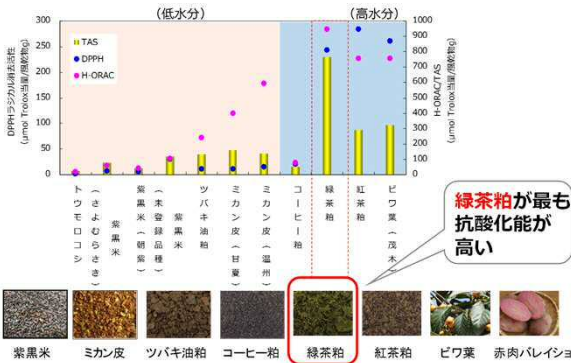 (低水分)
(高水分)
DPPHラジカル消去活性
(μmol Trolox当量/風乾物g)
300
250
200
150
100
50
0
TAS
DPPH
H-ORAC
1000
900
800
700
600
500
400
300
200
100
0
H-ORAC/TAS
(μmol Trolox当量/風乾物g)
トウモロコシ
紫黒米
(さよむらさき)
紫黒米(朝紫)
紫黒米
(未登録品種)
ツバキ油粕
ミカン皮(甘夏)
ミカン皮(温州)
コーヒー粕
緑茶粕
紅茶粕
ビワ葉(茂木)
緑茶粕が最も
抗酸化能が
高い
紫黒米
ミカン皮
ツバキ油粕
コーヒー粕
緑茶粕
紅茶粕
ビワ葉
赤肉バレイショ